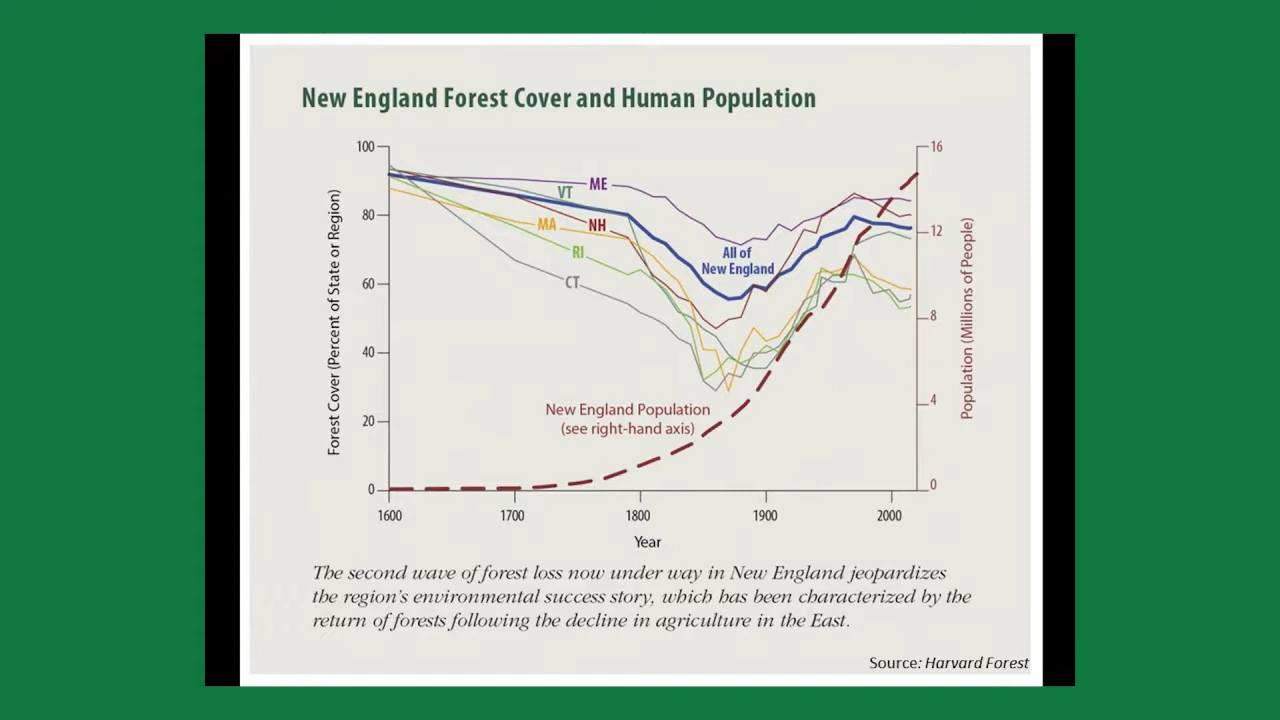 New England Forest Cover and Human Population
100
80
60
40
20
0
Forest Cover (Percent of State or Region)
16
12
8
4
0
Population (Millions of People)
ME
VT
MA
NH
RI
CT
All of
New England
New England Population
(see right-hand axis)
1600
1700
1800
1900
2000
Year
The second wave of forest loss now under way in New England jeopardizes
the region's environmental success story, which has been characterized by the
return of forests following the decline in agriculture in the East.
Source: Harvard Forest